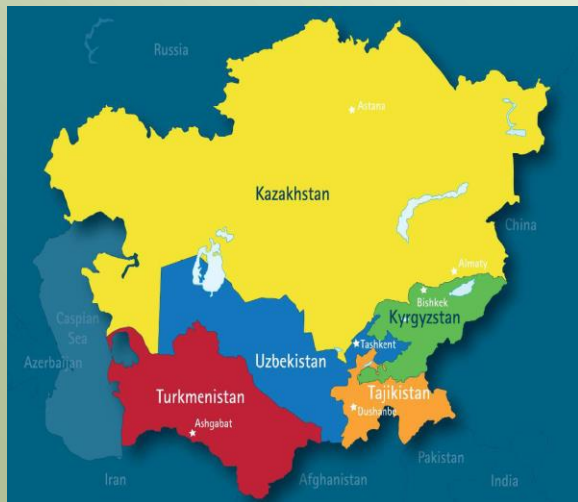 Russia
Astana
Kazakhstan
China
Almaty
Bishkek
Kyrgyzstan
Caspian
Sea
Tashkent
Uzbekistan
Azerbaijan
Tajikistan
Turkmenistan
Dushanbe
Ashgabat
Pakistan
Iran
Afghanistan
India